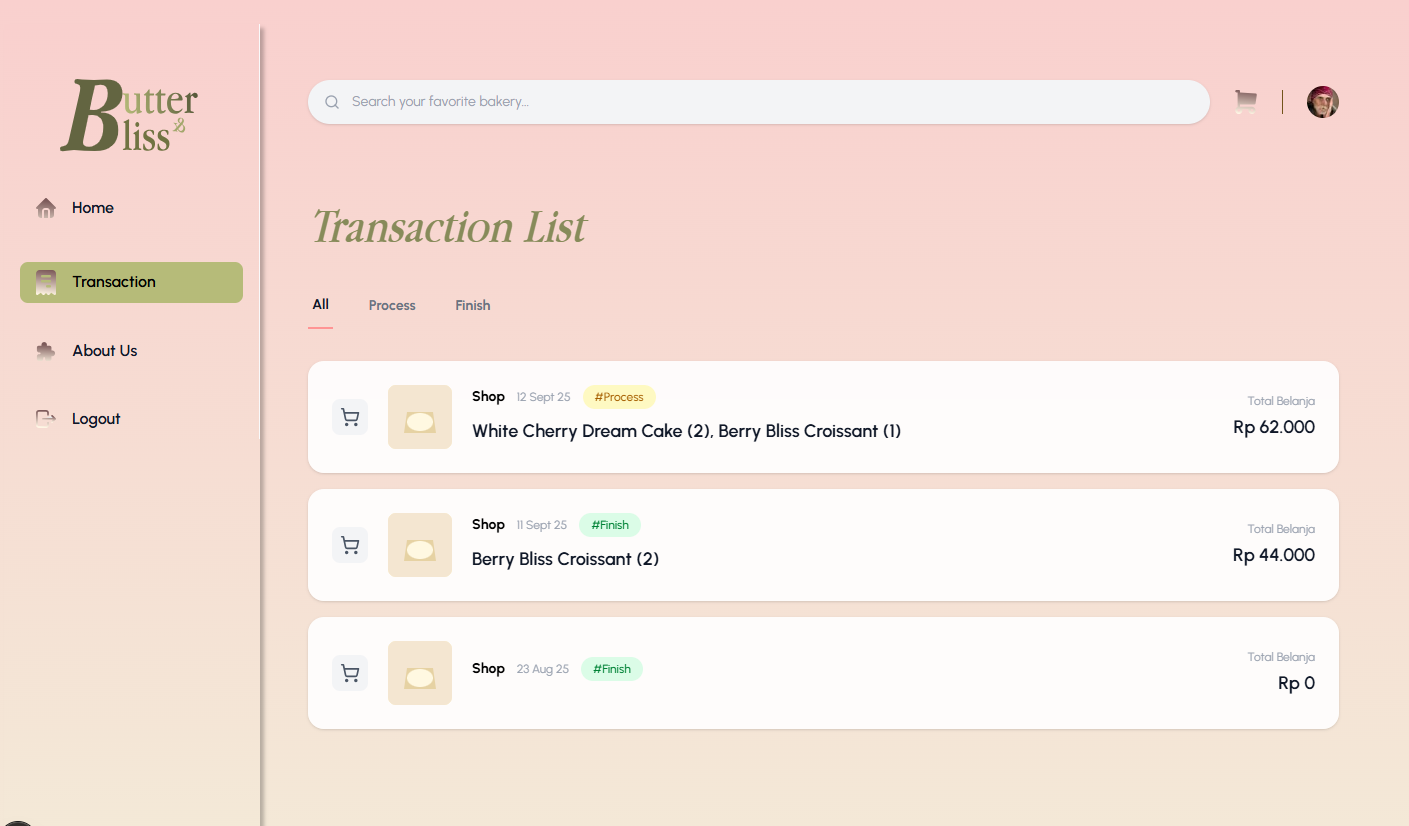 Butter
Bliss
Search your favorite bakery...
Home
Transaction
About Us
Logout
Transaction List
All
Process
Finish
Shop 12 Sept 25 #Process
White Cherry Dream Cake (2), Berry Bliss Croissant (1)
Total Belanja
Rp 62.000
Shop 11 Sept 25 #Finish
Berry Bliss Croissant (2)
Total Belanja
Rp 44.000
Shop 23 Aug 25 #Finish
Total Belanja
Rp 0